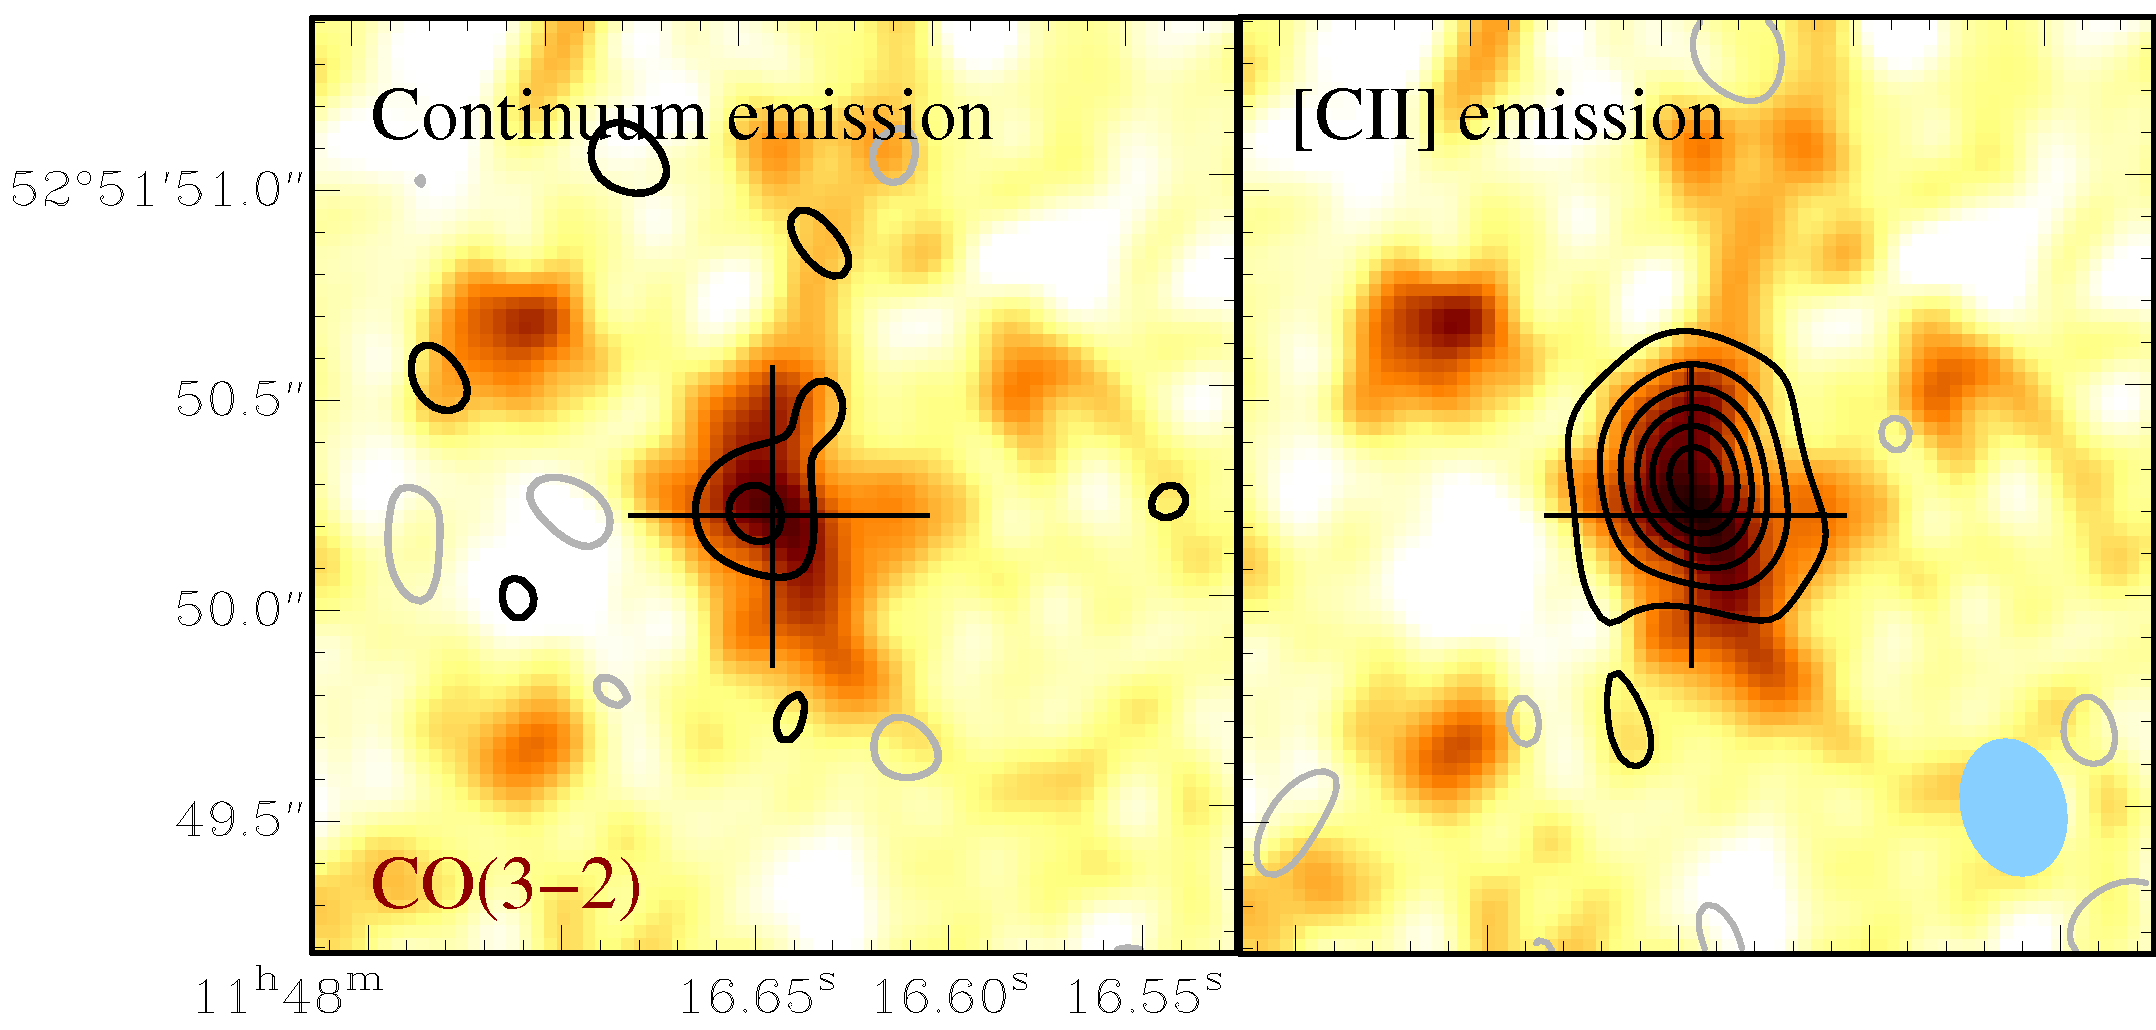 Continuum emission
[CII] emission
52°51′51.0″
50.5″
50.0″
49.5″
CO(3−2)
11ʰ48ᵐ 16.65ˢ 16.60ˢ 16.55ˢ